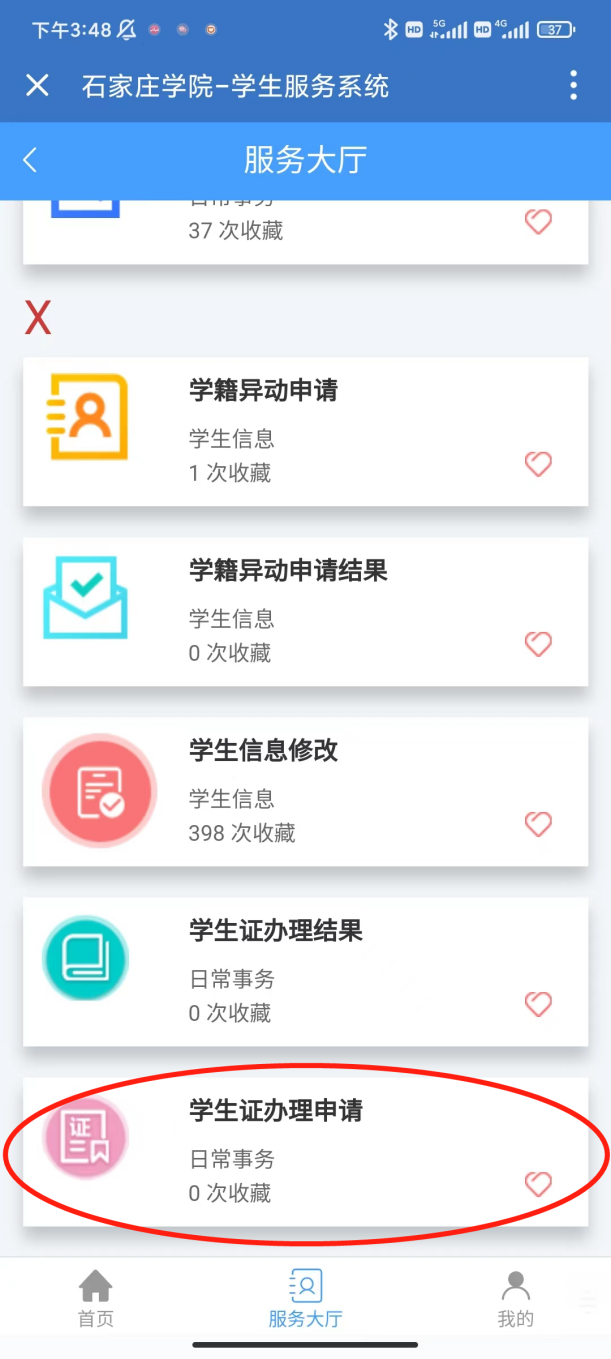 下午3:48
HD 5G HD 4G 37
石家庄学院-学生服务系统
服务大厅
日常事务
37 次收藏
X
学籍异动申请
学生信息
1 次收藏
学籍异动申请结果
学生信息
0 次收藏
学生信息修改
学生信息
398 次收藏
学生证办理结果
日常事务
0 次收藏
证
学生证办理申请
日常事务
0 次收藏
首页
服务大厅
我的